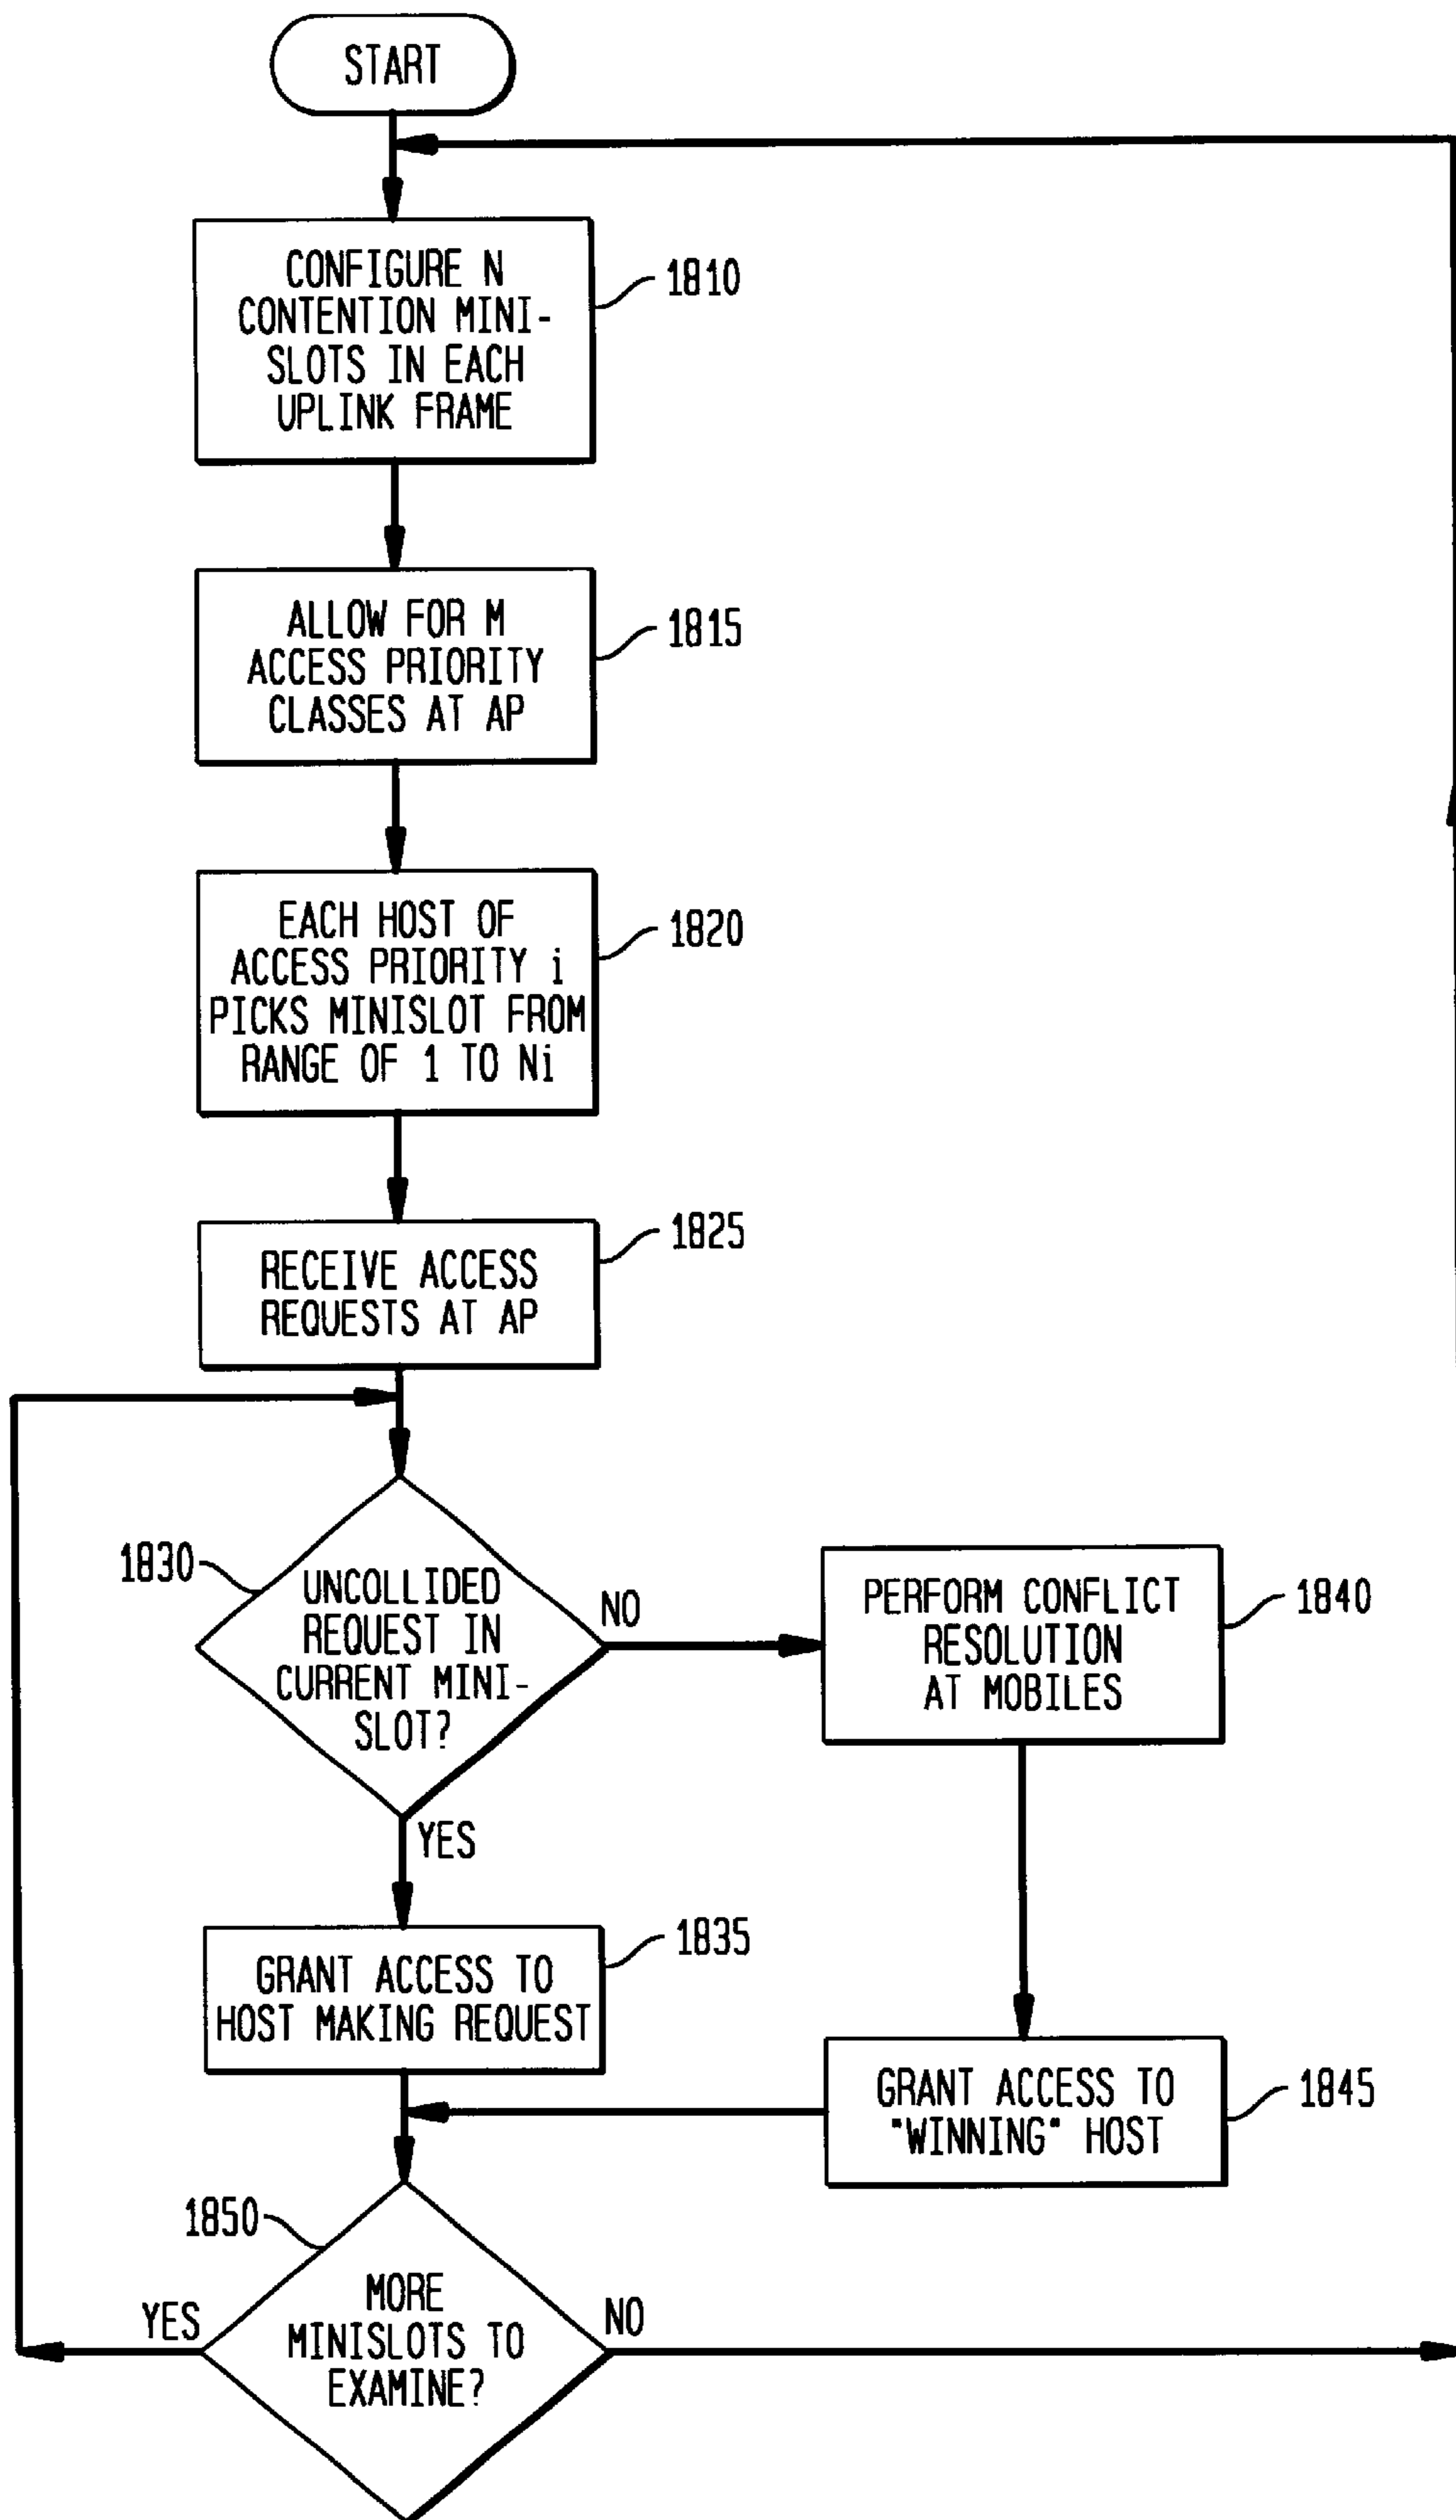 START
CONFIGURE N
CONTENTION MINI-
SLOTS IN EACH
UPLINK FRAME
1810
ALLOW FOR M
ACCESS PRIORITY
CLASSES AT AP
1815
EACH HOST OF
ACCESS PRIORITY i
PICKS MINISLOT FROM
RANGE OF 1 TO Ni
1820
RECEIVE ACCESS
REQUESTS AT AP
1825
1830
UNCOLLIDED
REQUEST IN
CURRENT MINI-
SLOT?
NO
YES
PERFORM CONFLICT
RESOLUTION
AT MOBILES
1840
GRANT ACCESS TO
HOST MAKING REQUEST
1835
GRANT ACCESS TO
"WINNING" HOST
1845
1850
MORE
MINISLOTS TO
EXAMINE?
YES
NO